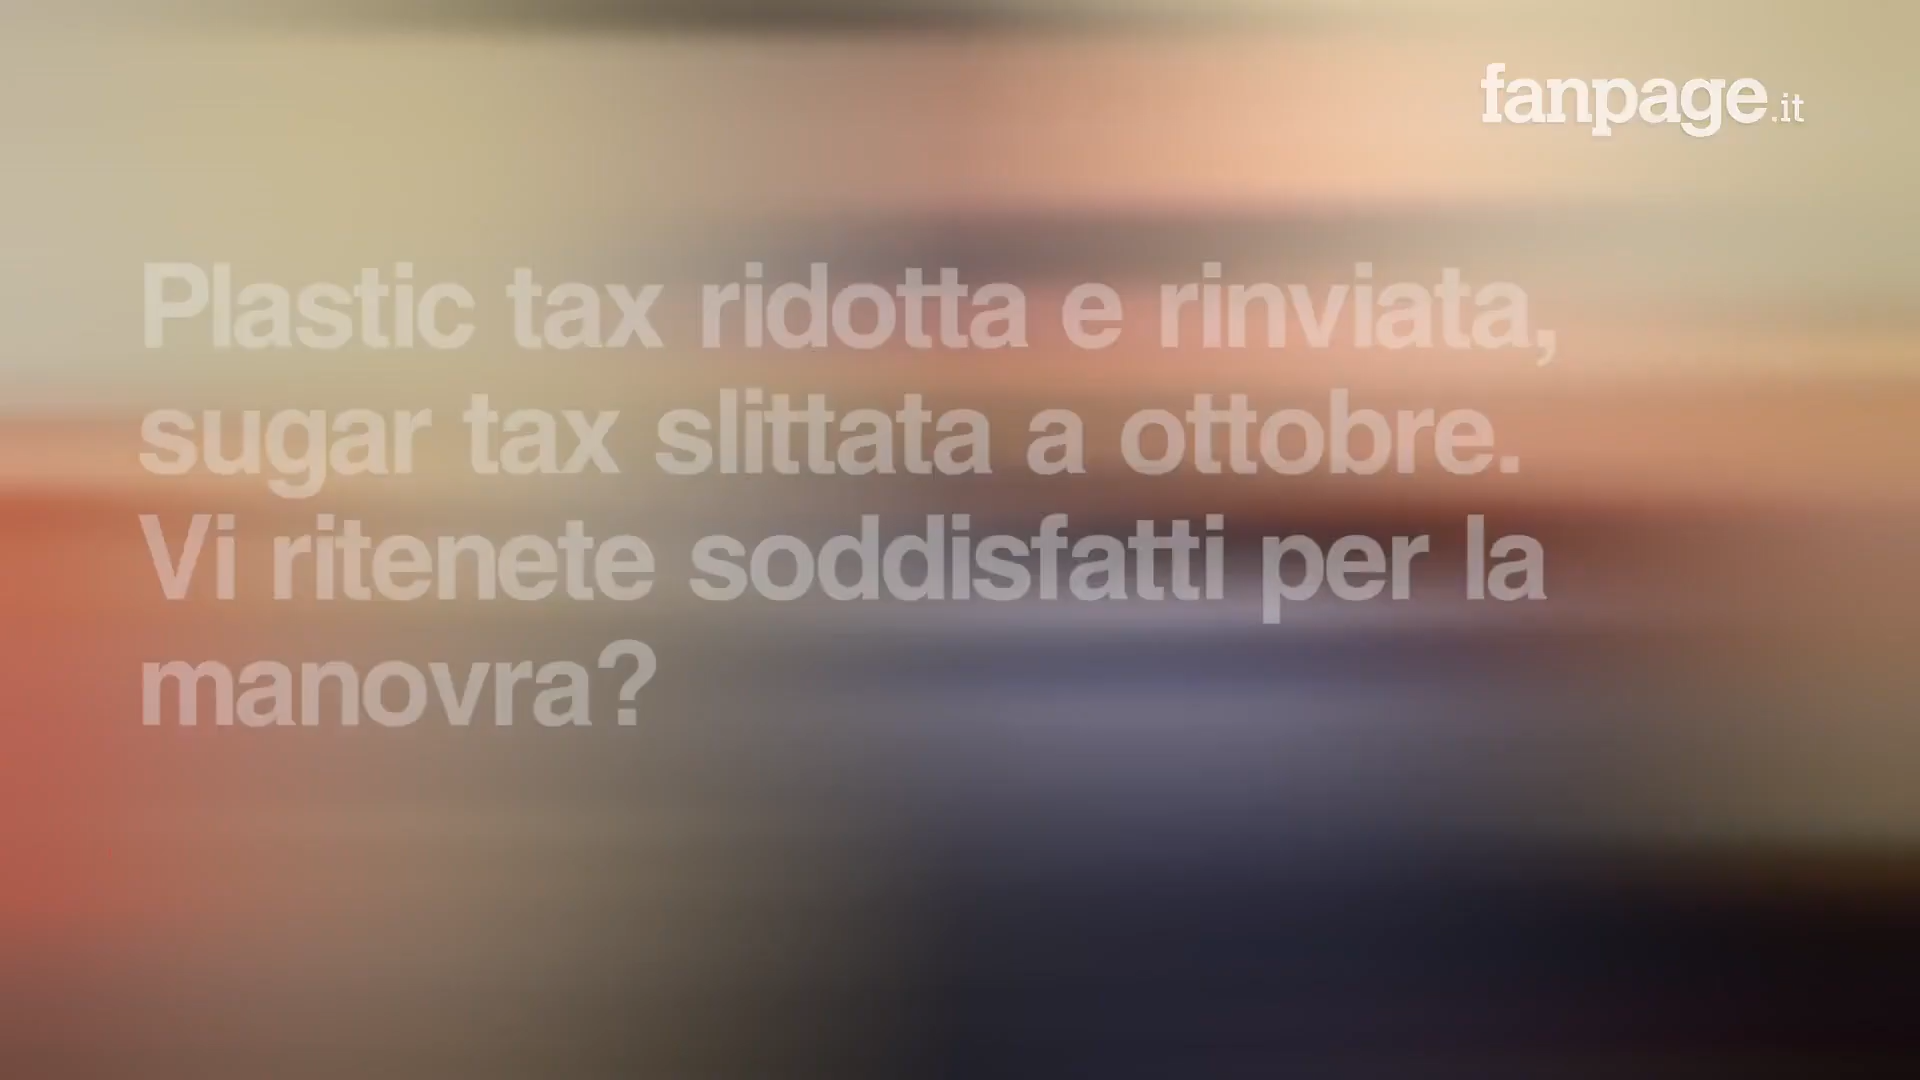 fanpage.it
Plastic tax ridotta e rinviata,
sugar tax slittata a ottobre.
Vi ritenete soddisfatti per la
manovra?